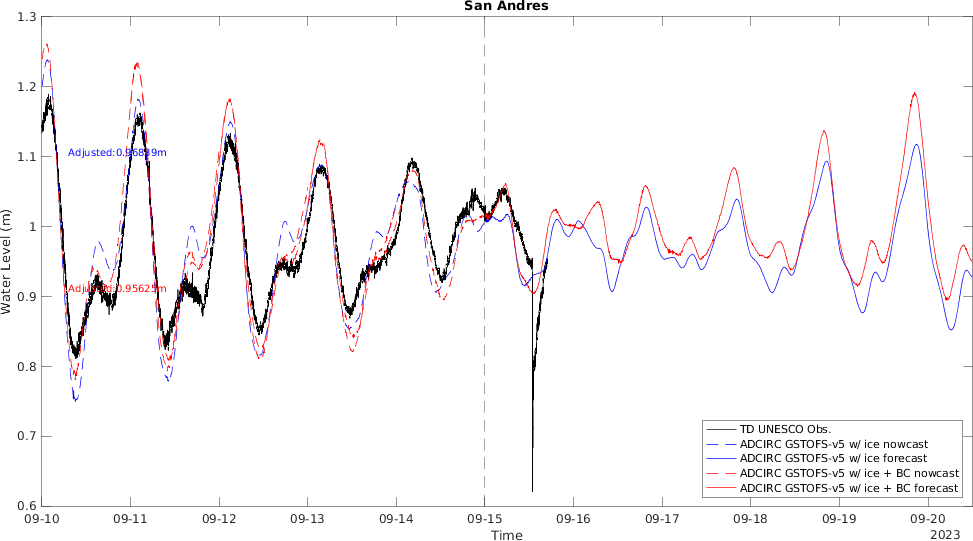 San Andres
1.3
1.2
1.1
1
0.9
0.8
0.7
0.6
Water Level (m)
Adjusted:0.96839m
Adjusted:0.95625m
TD UNESCO Obs.
ADCIRC GSTOFS-v5 w/ ice nowcast
ADCIRC GSTOFS-v5 w/ ice forecast
ADCIRC GSTOFS-v5 w/ ice + BC nowcast
ADCIRC GSTOFS-v5 w/ ice + BC forecast
09-10 09-11 09-12 09-13 09-14 09-15 09-16 09-17 09-18 09-19 09-20
Time
2023